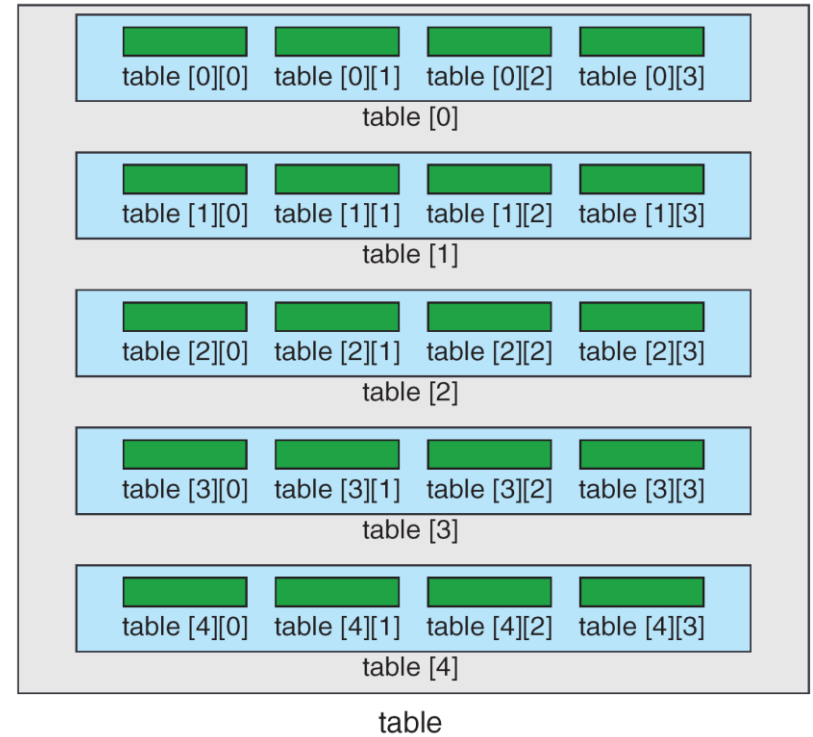 table [0][0] table [0][1] table [0][2] table [0][3]
table [0]
table [1][0] table [1][1] table [1][2] table [1][3]
table [1]
table [2][0] table [2][1] table [2][2] table [2][3]
table [2]
table [3][0] table [3][1] table [3][2] table [3][3]
table [3]
table [4][0] table [4][1] table [4][2] table [4][3]
table [4]
table